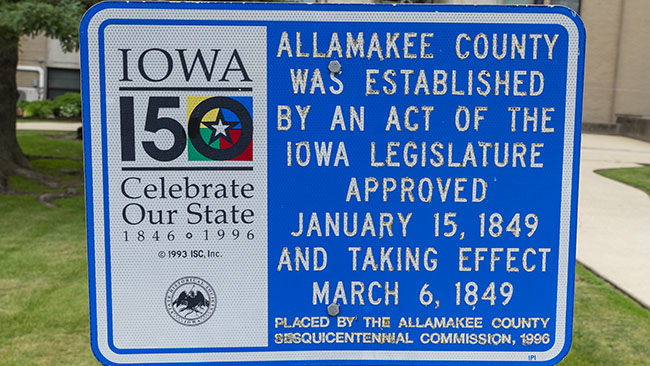 IOWA
150
Celebrate
Our State
1846 ∘ 1996
© 1993 ISC, Inc.
ALLAMAKEE COUNTY
WAS ESTABLISHED
BY AN ACT OF THE
IOWA LEGISLATURE
APPROVED
JANUARY 15, 1849
AND TAKING EFFECT
MARCH 6, 1849
PLACED BY THE ALLAMAKEE COUNTY
SESQUICENTENNIAL COMMISSION, 1996
IPI